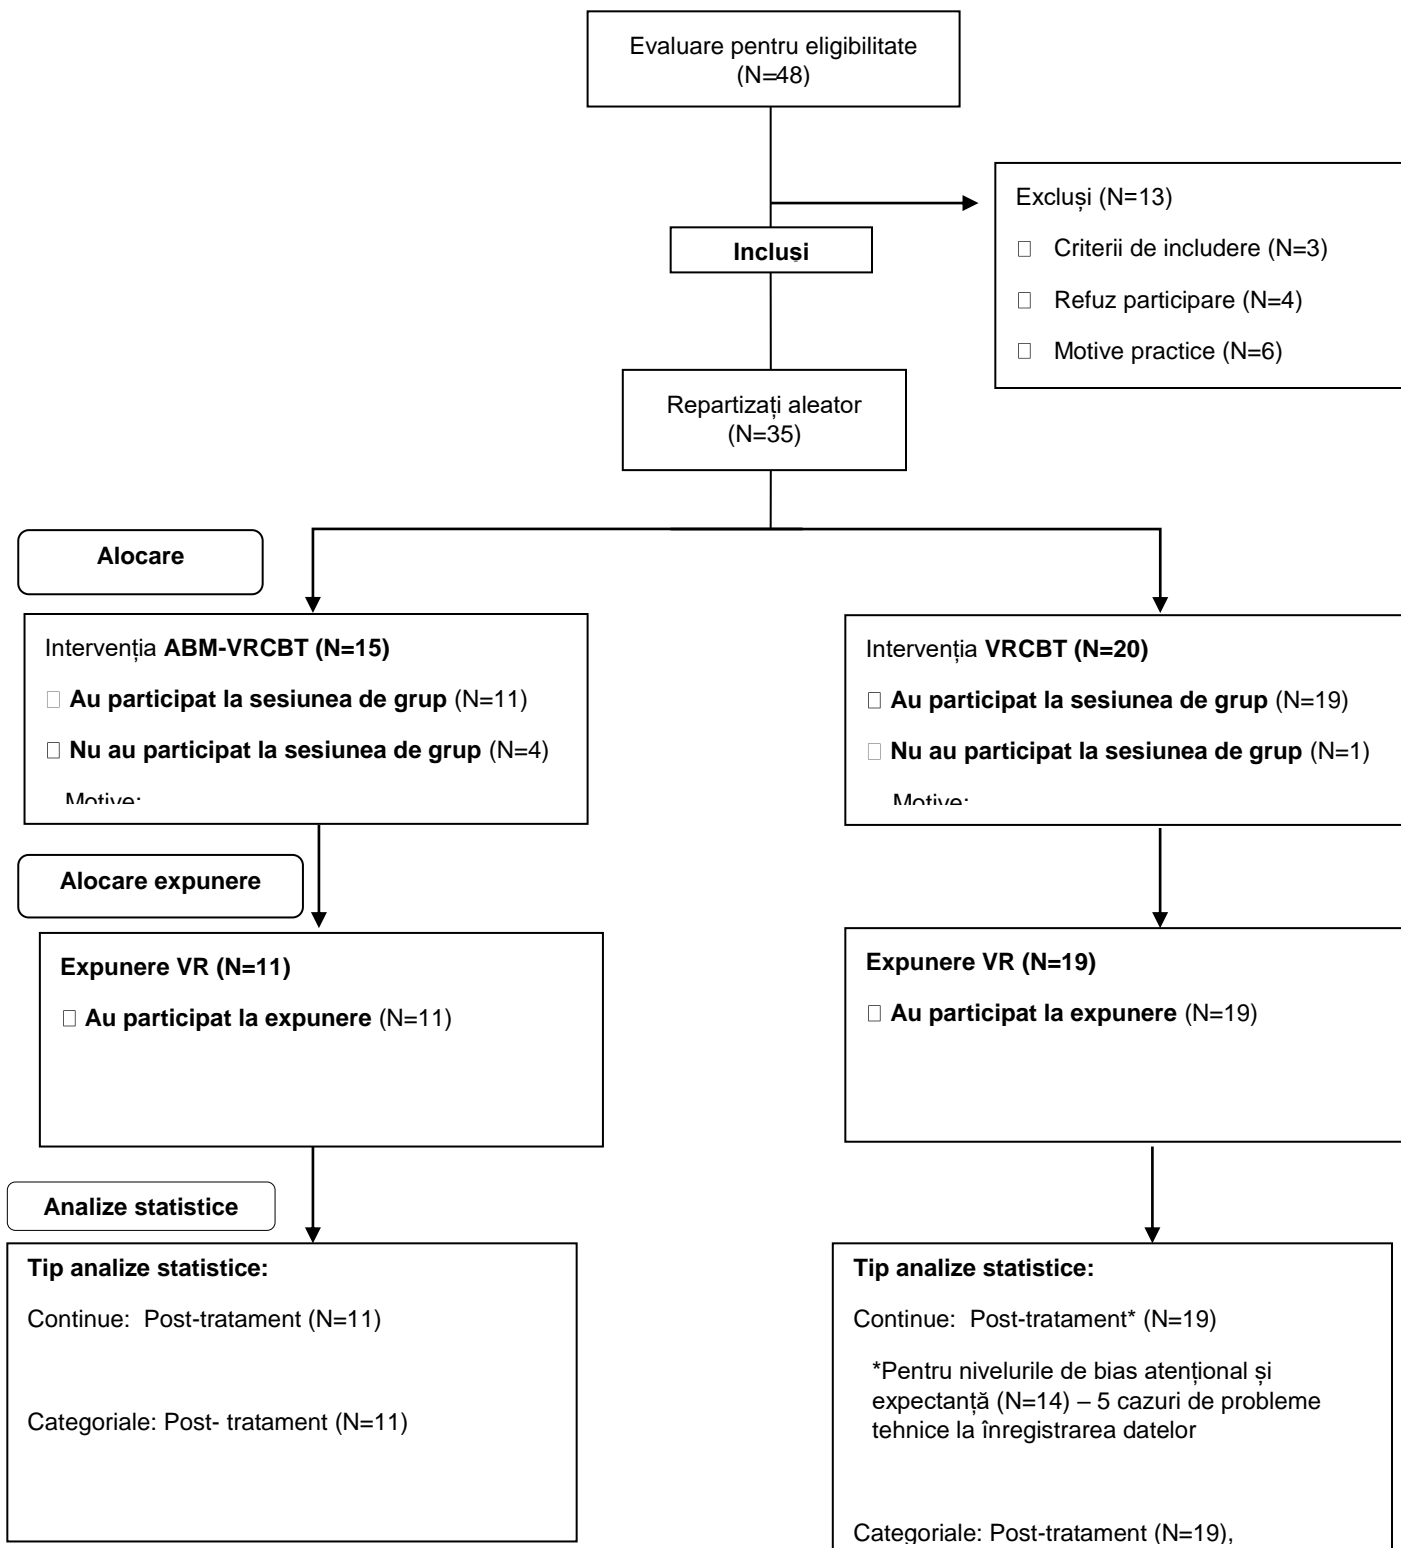 Evaluare pentru eligibilitate
(N=48)
Excluși (N=13)
□ Criterii de includere (N=3)
□ Refuz participare (N=4)
□ Motive practice (N=6)
Inclusi
Repartizați aleator
(N=35)
Alocare
Intervenția ABM-VRCBT (N=15)
□ Au participat la sesiunea de grup (N=11)
□ Nu au participat la sesiunea de grup (N=4)
Motive:
Intervenția VRCBT (N=20)
□ Au participat la sesiunea de grup (N=19)
□ Nu au participat la sesiunea de grup (N=1)
Motive:
Alocare expunere
Expunere VR (N=11)
□ Au participat la expunere (N=11)
Expunere VR (N=19)
□ Au participat la expunere (N=19)
Analize statistice
Tip analize statistice:
Continue: Post-tratament (N=11)
Categoriale: Post- tratament (N=11)
Tip analize statistice:
Continue: Post-tratament* (N=19)
*Pentru nivelurile de bias atențional și
expectanță (N=14) – 5 cazuri de probleme
tehnice la înregistrarea datelor
Categoriale: Post-tratament (N=19),